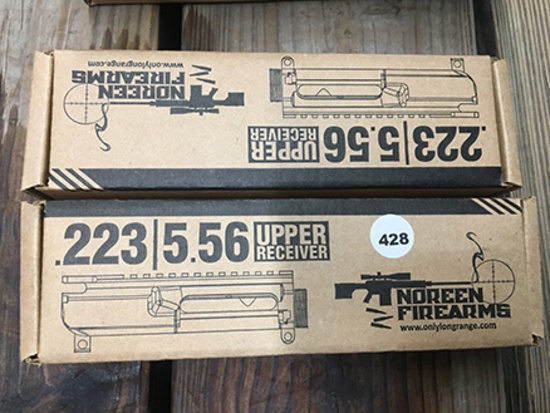 www.onlylongrange.com
NOREEN
FIREARMS
.223|5.56 UPPER
RECEIVER
.223|5.56 UPPER
RECEIVER
428
NOREEN
FIREARMS
www.onlylongrange.com